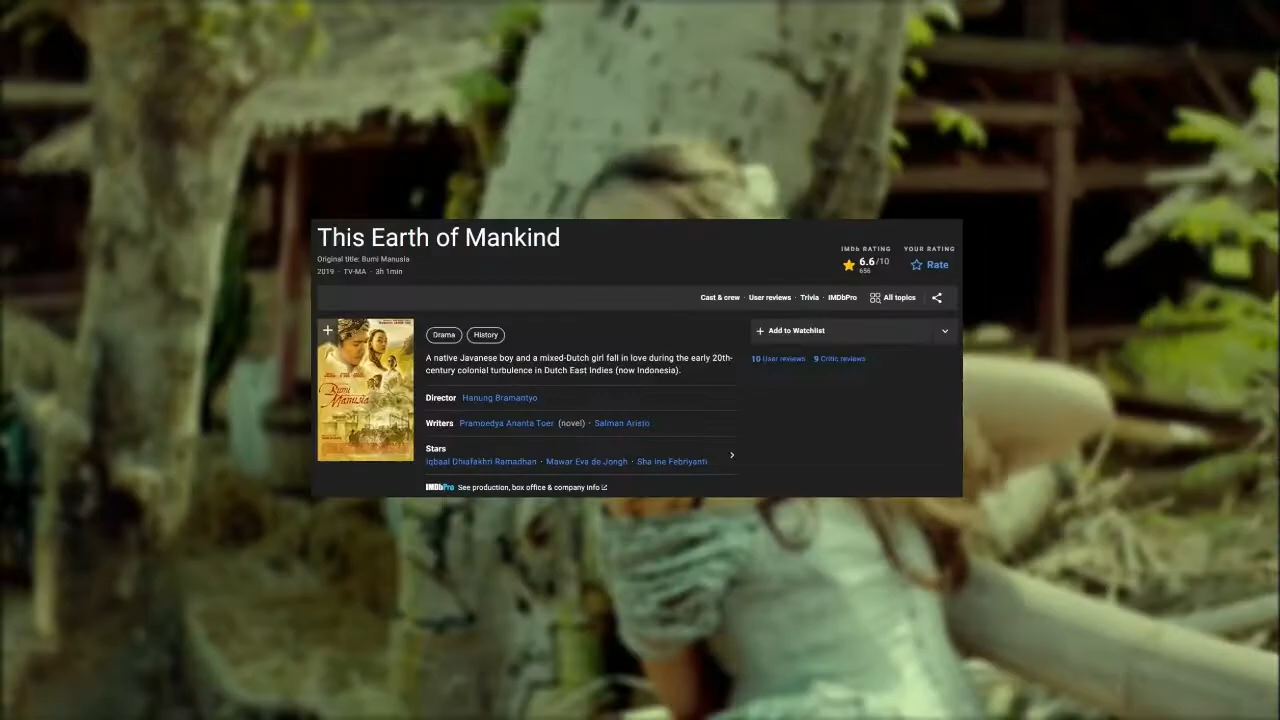 This Earth of Mankind
Original title: Bumi Manusia
2019 · TV-MA · 3h 1min
IMDb RATING
YOUR RATING
6.6/10
656
Rate
Cast & crew · User reviews · Trivia · IMDbPro
All topics
Drama
History
A native Javanese boy and a mixed-Dutch girl fall in love during the early 20th-
century colonial turbulence in Dutch East Indies (now Indonesia).
Director Hanung Bramantyo
Writers Pramoedya Ananta Toer (novel) · Salman Aristo
Stars
Iqbaal Dhiafakhri Ramadhan · Mawar Eva de Jongh · Sha Ine Febriyanti
IMDbPro See production, box office & company info
+ Add to Watchlist
10 User reviews 9 Critic reviews
Bumi
Manusia